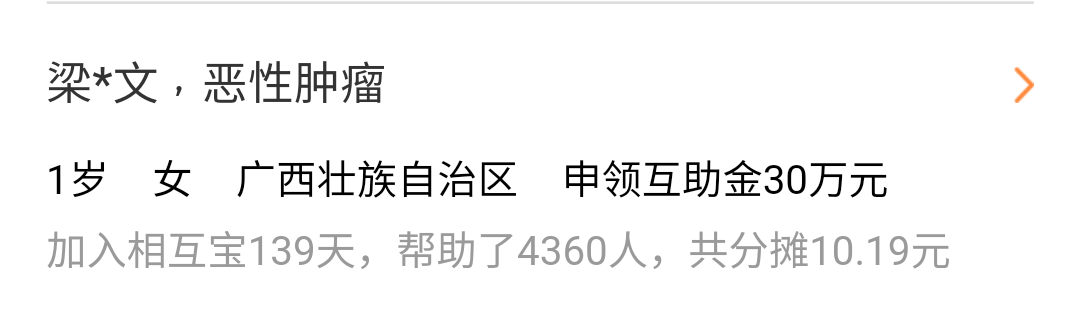 梁*文，恶性肿瘤
1岁 女 广西壮族自治区 申领互助金30万元
加入相互宝139天，帮助了4360人，共分摊10.19元